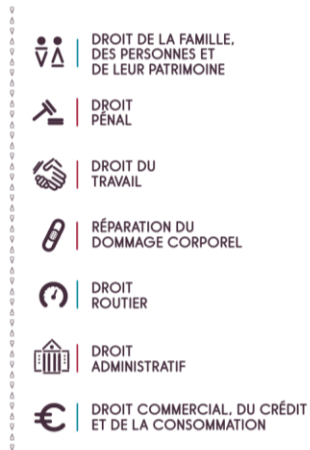 DROIT DE LA FAMILLE,
DES PERSONNES ET
DE LEUR PATRIMOINE
DROIT
PÉNAL
DROIT DU
TRAVAIL
RÉPARATION DU
DOMMAGE CORPOREL
DROIT
ROUTIER
DROIT
ADMINISTRATIF
DROIT COMMERCIAL, DU CRÉDIT
ET DE LA CONSOMMATION